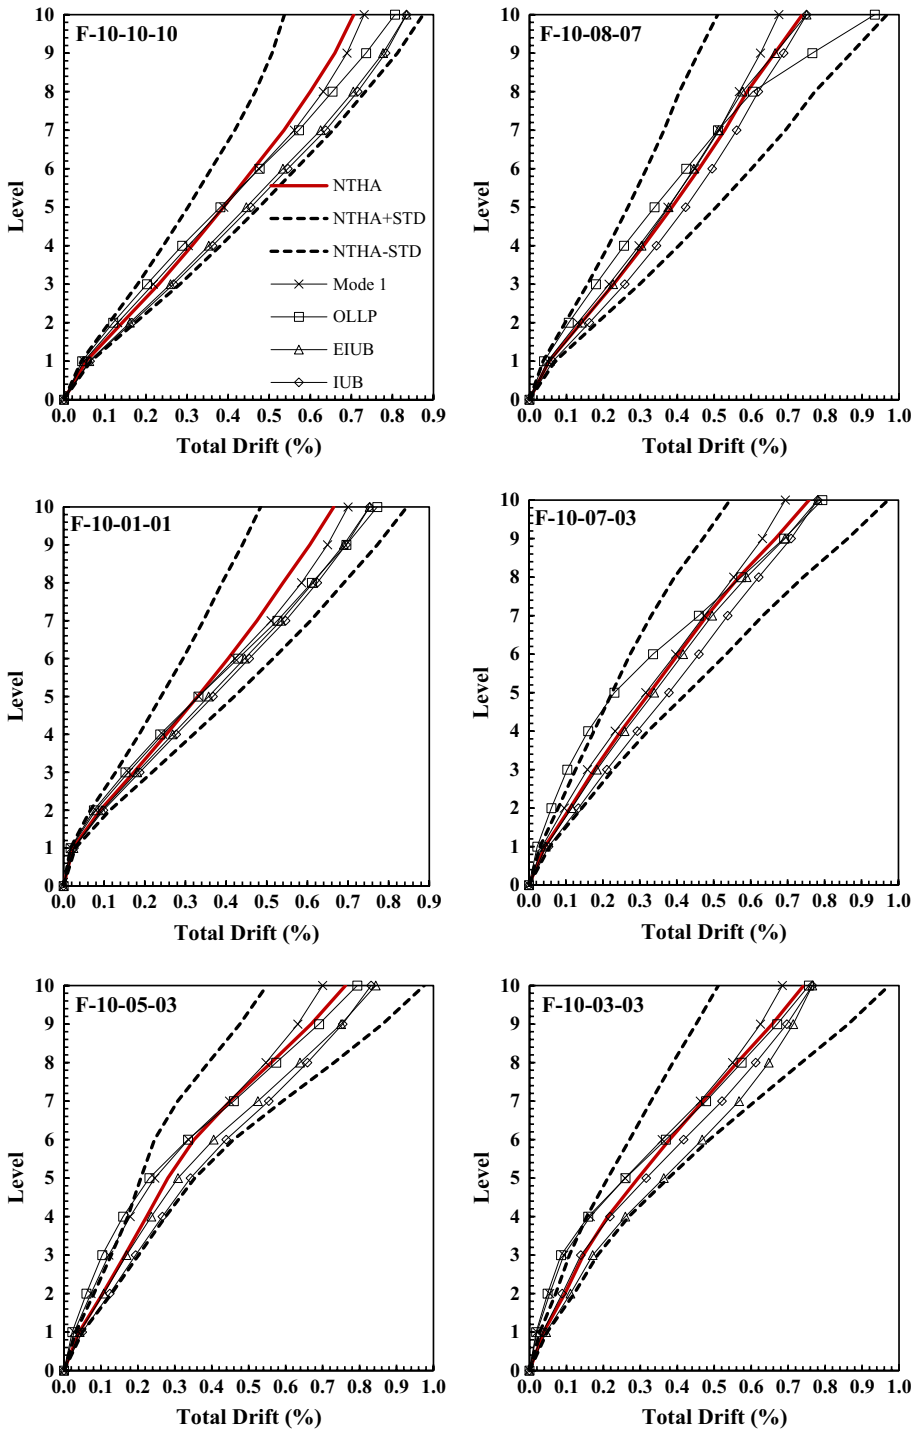 F-10-10-10
Level
10
9
8
7
6
5
4
3
2
1
0
NTHA
NTHA+STD
NTHA-STD
Mode 1
OLLP
EIUB
IUB
0.0 0.1 0.2 0.3 0.4 0.5 0.6 0.7 0.8 0.9
Total Drift (%)
F-10-08-07
Level
10
9
8
7
6
5
4
3
2
1
0
0.0 0.1 0.2 0.3 0.4 0.5 0.6 0.7 0.8 0.9 1.0
Total Drift (%)
F-10-01-01
Level
10
9
8
7
6
5
4
3
2
1
0
0.0 0.1 0.2 0.3 0.4 0.5 0.6 0.7 0.8 0.9
Total Drift (%)
F-10-07-03
Level
10
9
8
7
6
5
4
3
2
1
0
0.0 0.1 0.2 0.3 0.4 0.5 0.6 0.7 0.8 0.9 1.0
Total Drift (%)
F-10-05-03
Level
10
9
8
7
6
5
4
3
2
1
0
0.0 0.1 0.2 0.3 0.4 0.5 0.6 0.7 0.8 0.9 1.0
Total Drift (%)
F-10-03-03
Level
10
9
8
7
6
5
4
3
2
1
0
0.0 0.1 0.2 0.3 0.4 0.5 0.6 0.7 0.8 0.9 1.0
Total Drift (%)